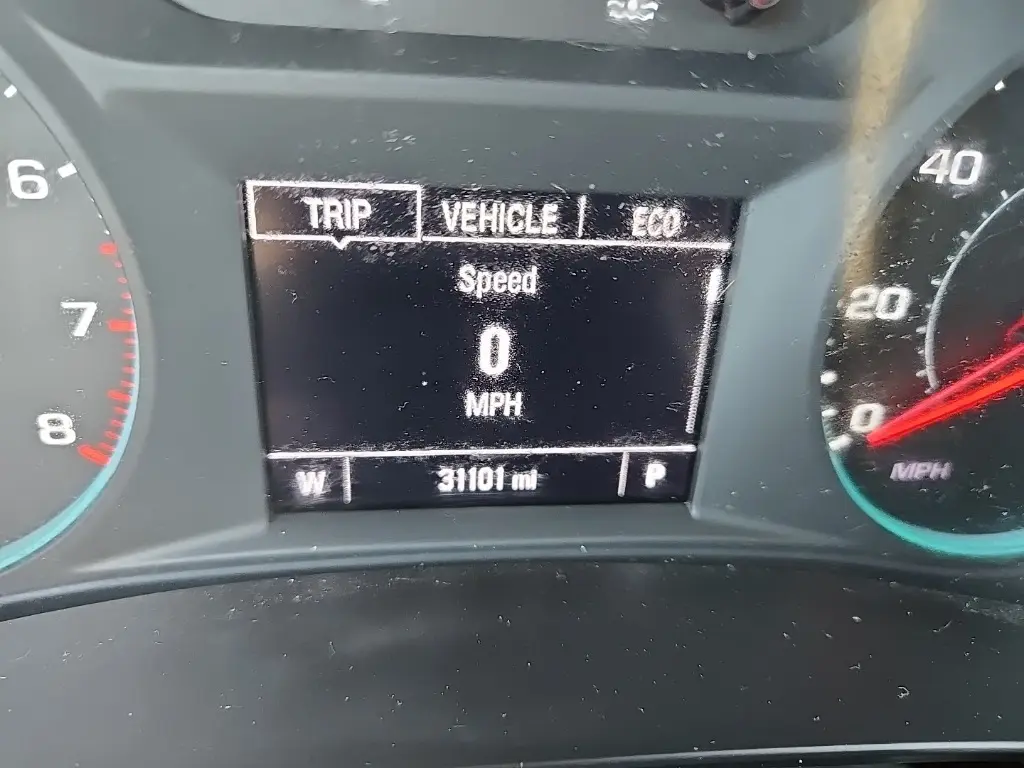 6
7
8
TRIP VEHICLE ECO
Speed
0
MPH
W 31101 mi P
40
20
0
MPH